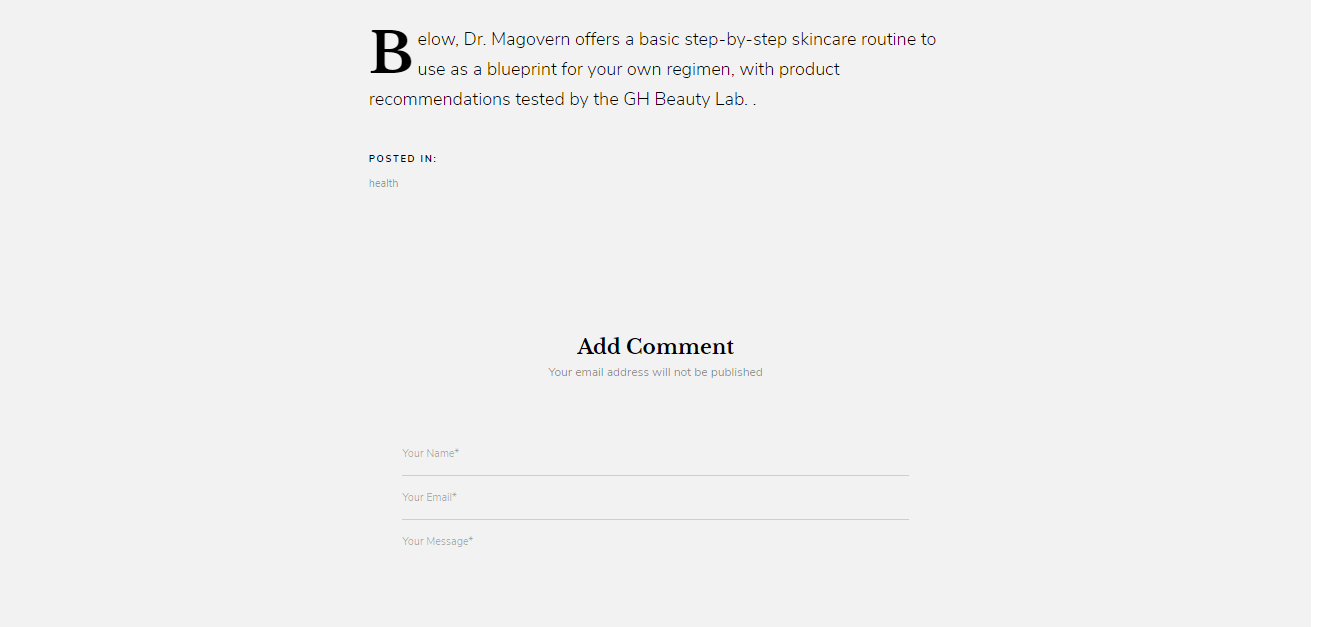 Below, Dr. Magovern offers a basic step-by-step skincare routine to
use as a blueprint for your own regimen, with product
recommendations tested by the GH Beauty Lab. .
POSTED IN:
health
Add Comment
Your email address will not be published
Your Name*
Your Email*
Your Message*